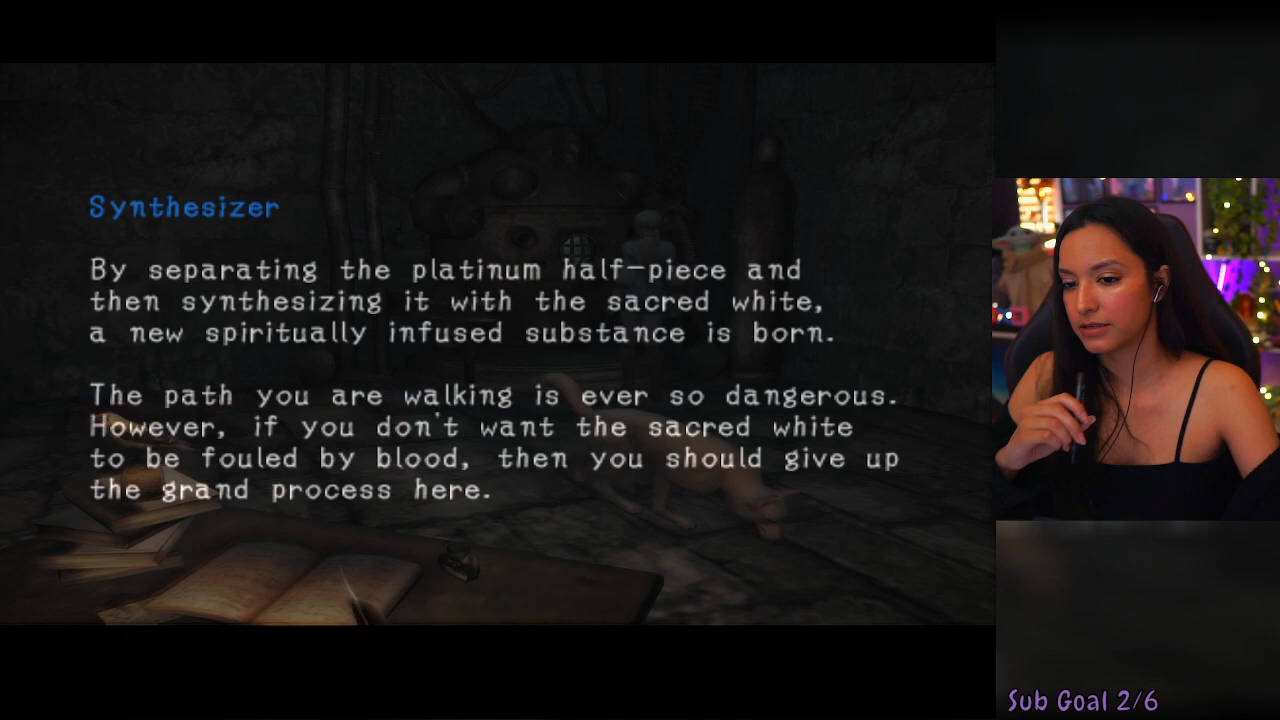 Synthesizer
By separating the platinum half-piece and
then synthesizing it with the sacred white,
a new spiritually infused substance is born.
The path you are walking is ever so dangerous.
However, if you don't want the sacred white
to be fouled by blood, then you should give up
the grand process here.
Sub Goal 2/6